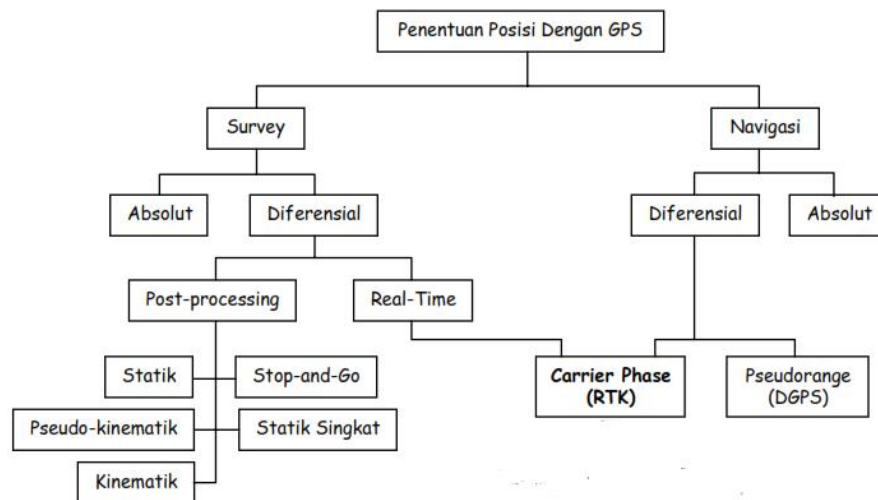 Penentuan Posisi Dengan GPS
Survey
Navigasi
Absolut
Diferensial
Diferensial
Absolut
Post-processing
Real-Time
Statik
Stop-and-Go
Carrier Phase
(RTK)
Pseudorange
(DGPS)
Pseudo-kinematik
Statik Singkat
Kinematik